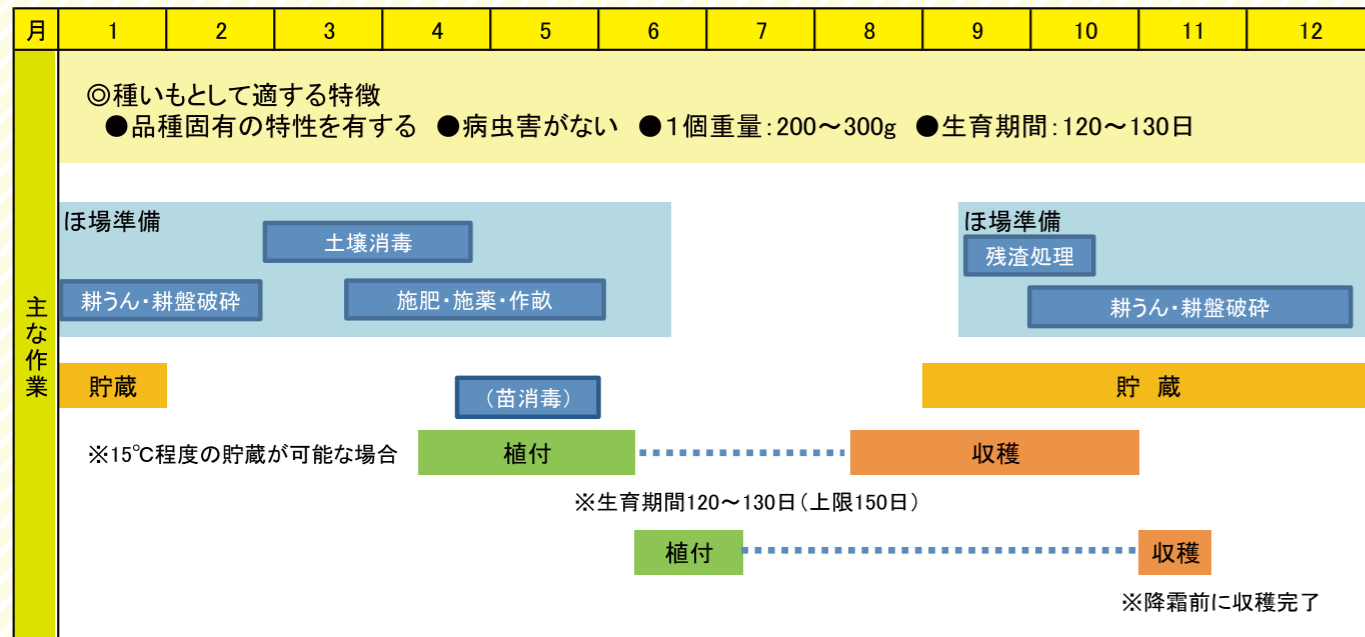 月 1 2 3 4 5 6 7 8 9 10 11 12
主な作業
◎種いもとして適する特徴
●品種固有の特性を有する ●病虫害がない ●1個重量:200~300g ●生育期間:120~130日
ほ場準備 ほ場準備
土壌消毒 残渣処理
耕うん・耕盤破砕 施肥・施薬・作畝 耕うん・耕盤破砕
貯蔵 (苗消毒) 貯 蔵
※15℃程度の貯蔵が可能な場合 植付 収穫
※生育期間120~130日(上限150日)
植付 収穫
※降霜前に収穫完了